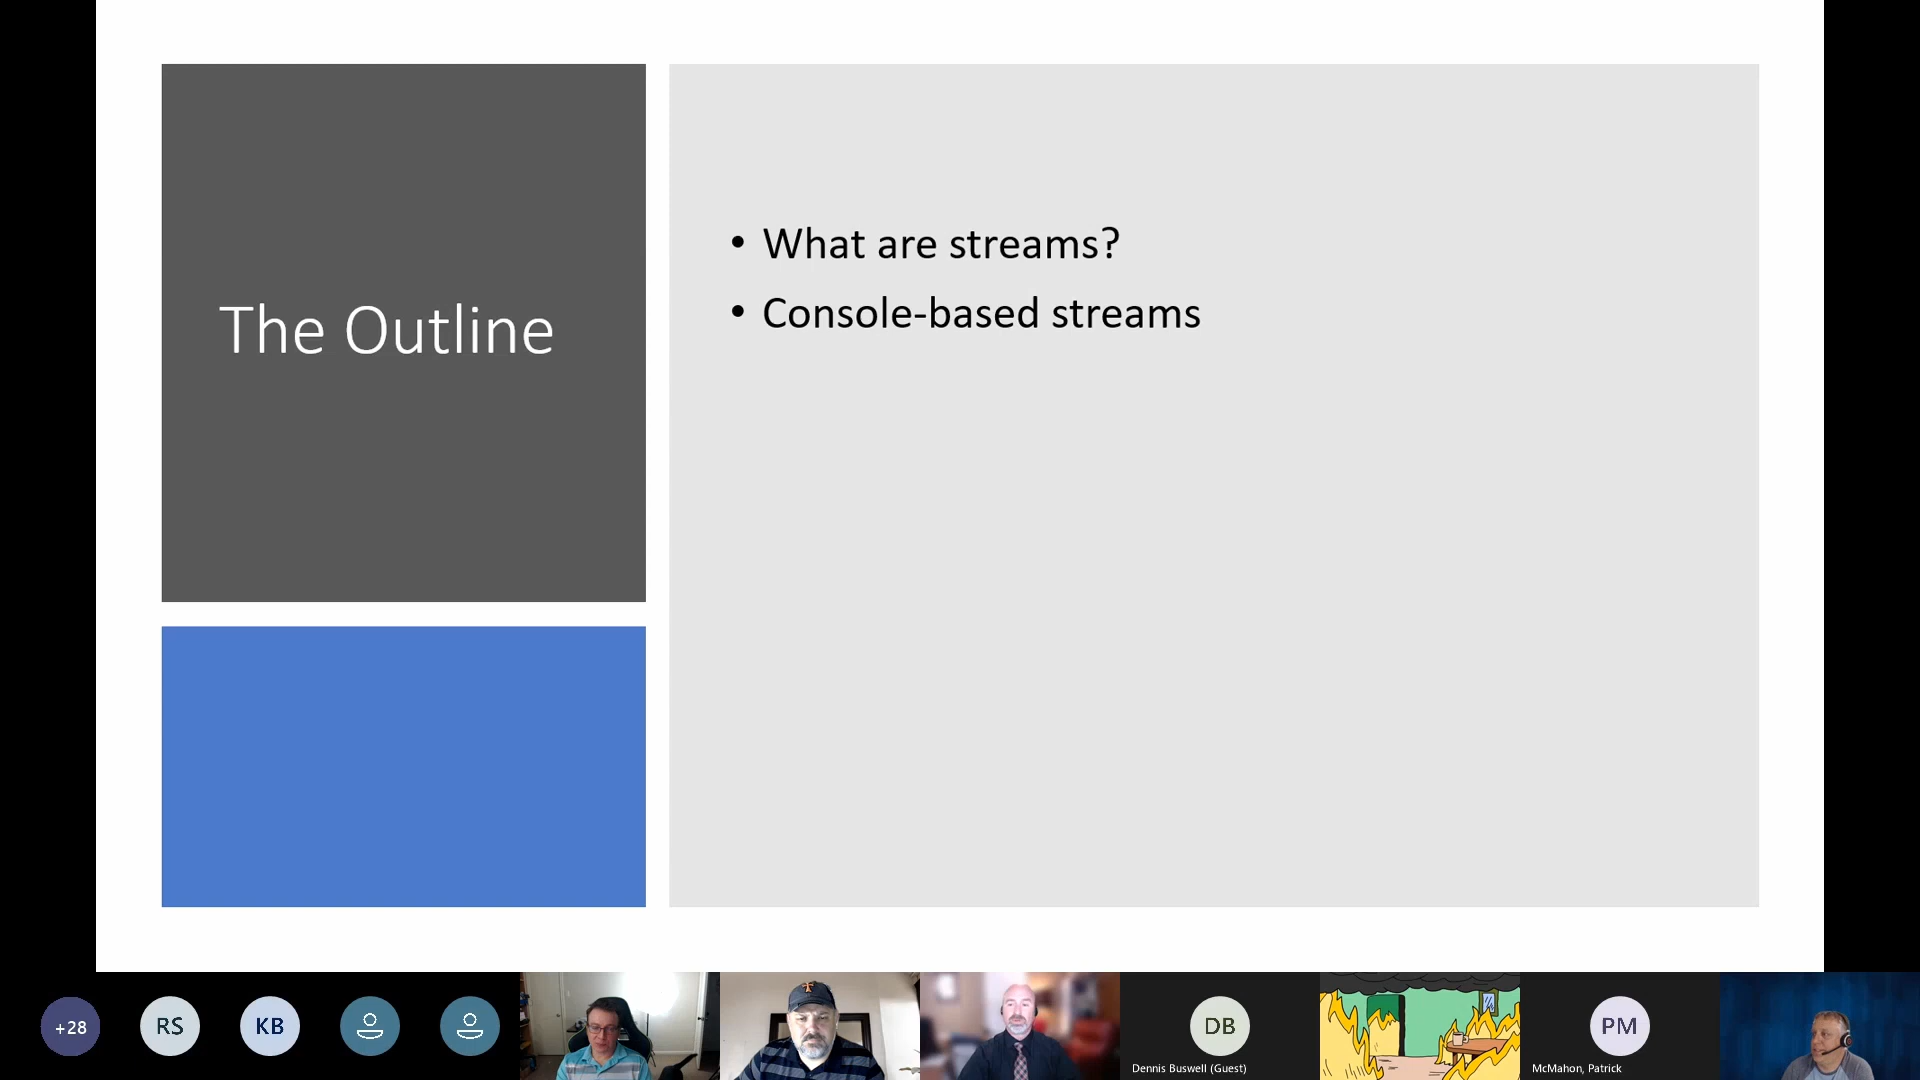 The Outline
• What are streams?
• Console-based streams
+28
RS
KB
DB
Dennis Buswell (Guest)
PM
McMahon, Patrick